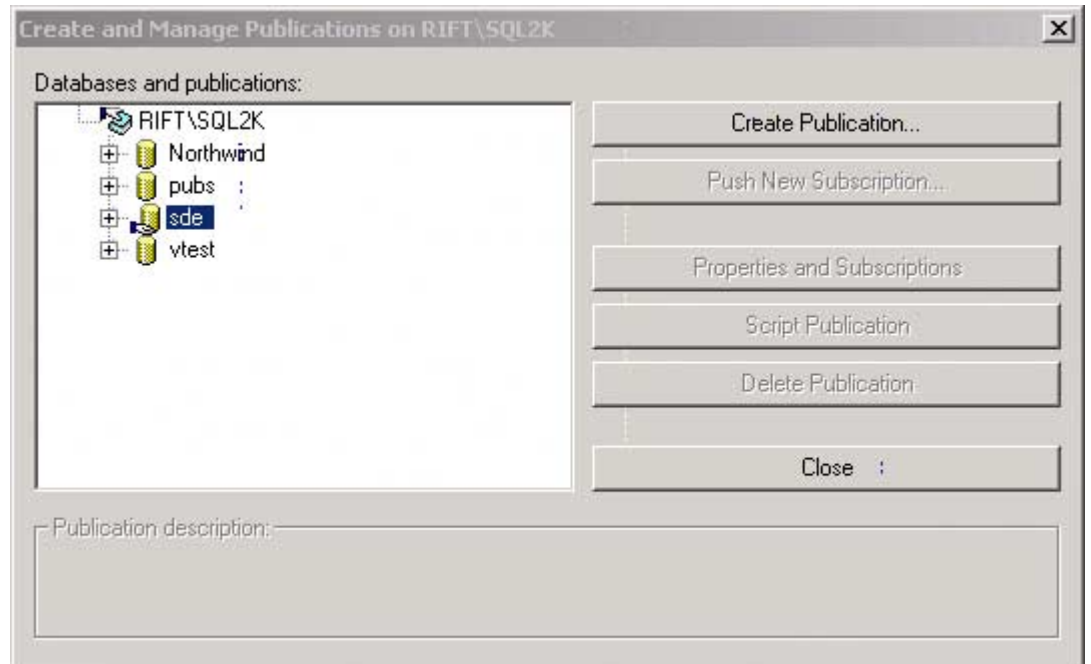 Create and Manage Publications on RIFT\SQL2K
Databases and publications:
RIFT\SQL2K
Northwind
pubs
sde
vtest
Create Publication...
Push New Subscription...
Properties and Subscriptions
Script Publication
Delete Publication
Close
Publication description: